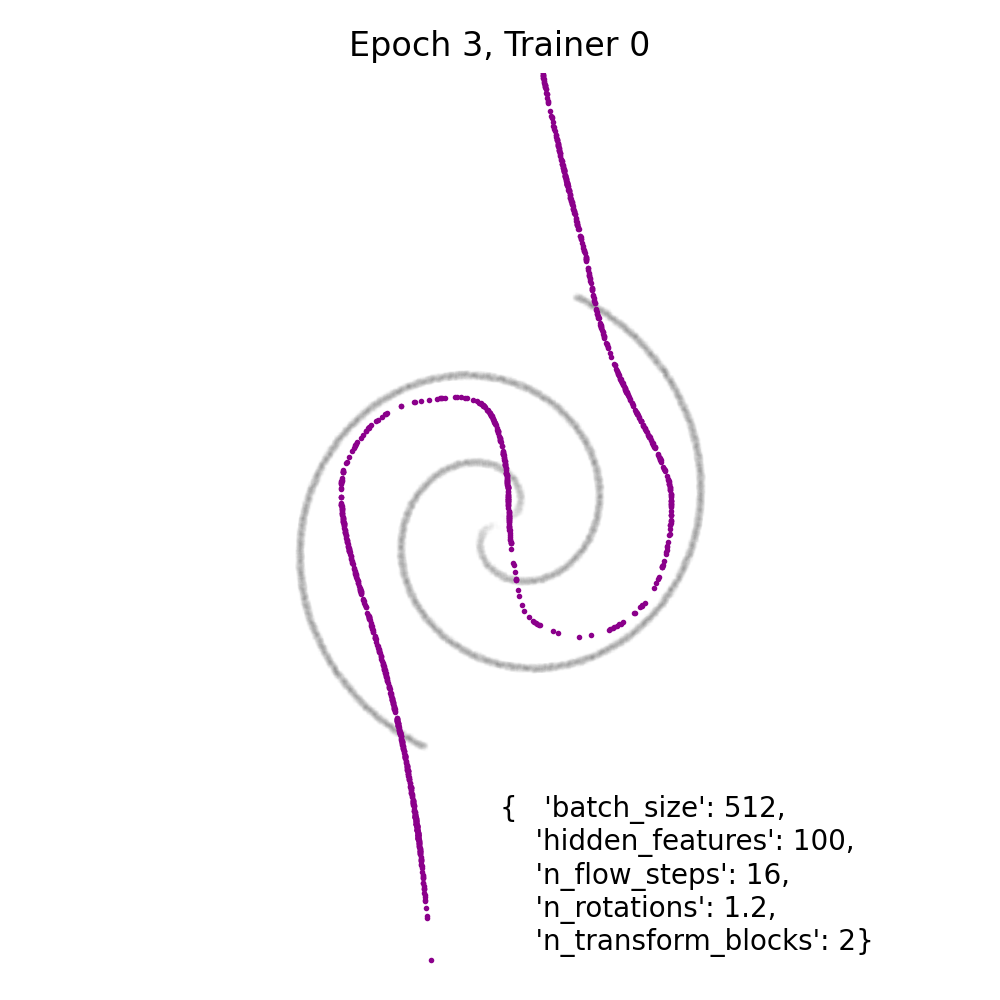 Epoch 3, Trainer 0
{   'batch_size': 512,
'hidden_features': 100,
'n_flow_steps': 16,
'n_rotations': 1.2,
'n_transform_blocks': 2}